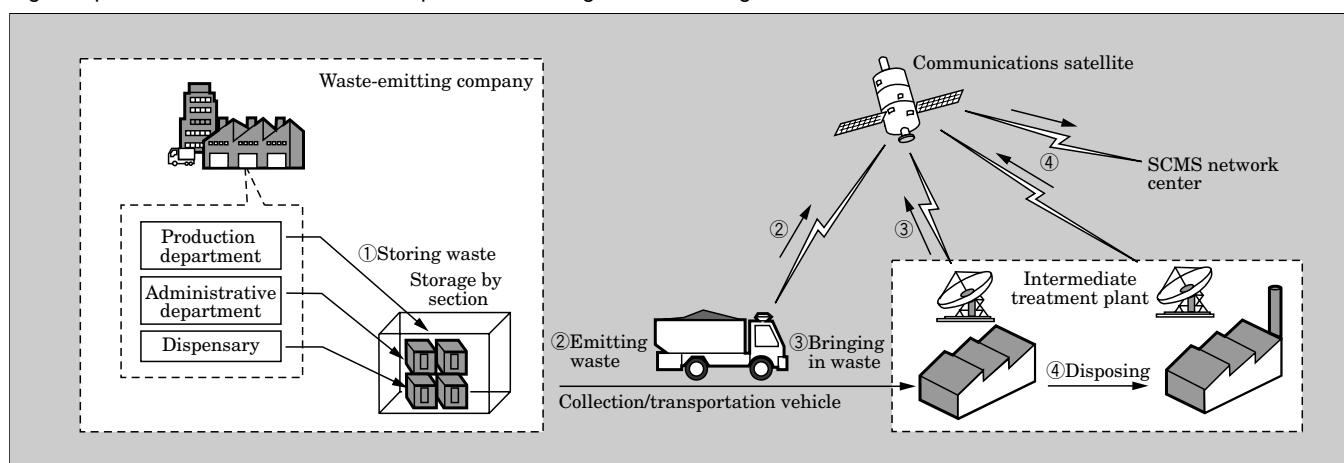 Waste-emitting company
Communications satellite
④
SCMS network
center
Production
department
①Storing waste
Storage by
section
Administrative
department
Dispensary
②
③
Intermediate
treatment plant
②Emitting
waste
③Bringing
in waste
④Disposing
Collection/transportation vehicle